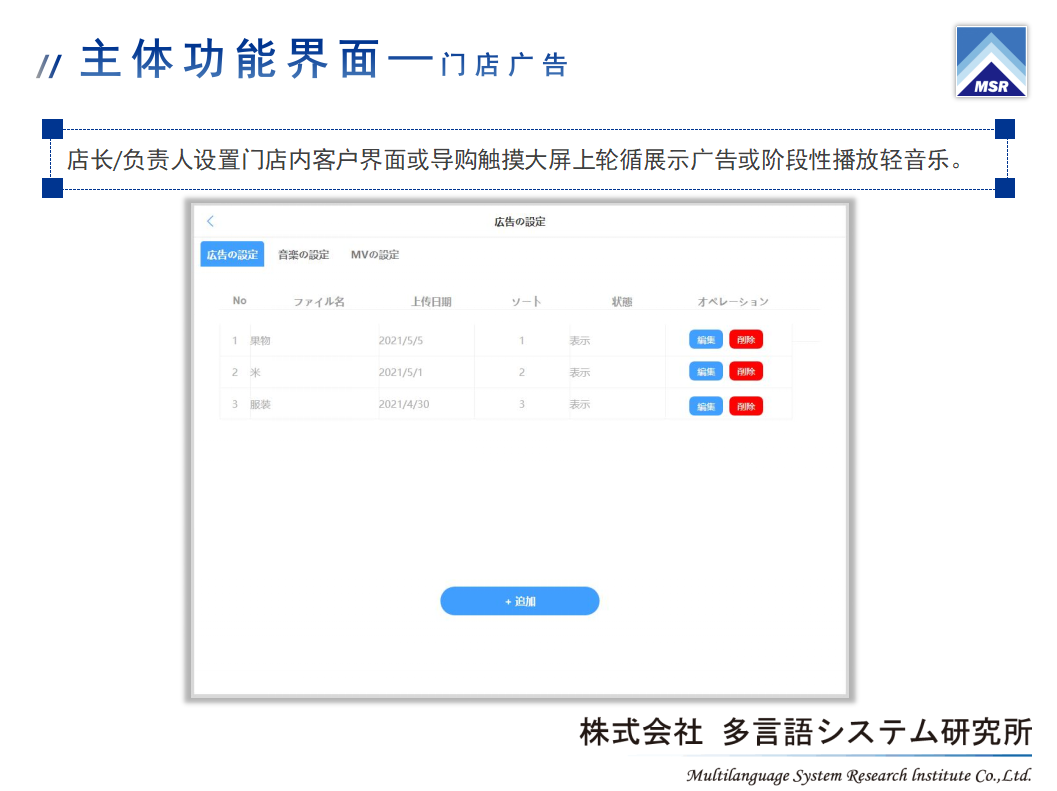 // 主体功能界面—门店广告
MSR
店长/负责人设置门店内客户界面或导购触摸大屏上轮循展示广告或阶段性播放轻音乐。
広告の設定
広告の設定 音楽の設定 MVの設定
No ファイル名 上传日期 ソート 状態 オペレーション
1 果物 2021/5/5 1 表示 编集 削除
2 米 2021/5/1 2 表示 编集 削除
3 服装 2021/4/30 3 表示 编集 削除
+ 追加
株式会社 多言語システム研究所
Multilanguage System Research Institute Co.,Ltd.